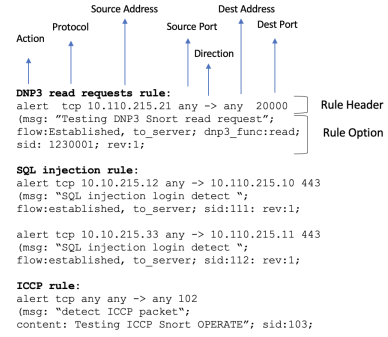 Source Address
Dest Address
Protocol
Source Port
Dest Port
Action
Direction
DNP3 read requests rule:
alert tcp 10.110.215.21 any -> any 20000
Rule Header
(msg: ”Testing DNP3 Snort read request”;
flow:Established, to_server; dnp3_func:read;
Rule Option
sid: 1230001; rev:1;
SQL injection rule:
alert tcp 10.10.215.12 any -> 10.110.215.10 443
(msg: “SQL injection login detect “;
flow:established, to_server; sid:111: rev:1;
alert tcp 10.10.215.33 any -> 10.110.215.11 443
(msg: “SQL injection login detect “;
flow:established, to_server; sid:112: rev:1;
ICCP rule:
alert tcp any any -> any 102
(msg: “detect ICCP packet“;
content: Testing ICCP Snort OPERATE”; sid:103;